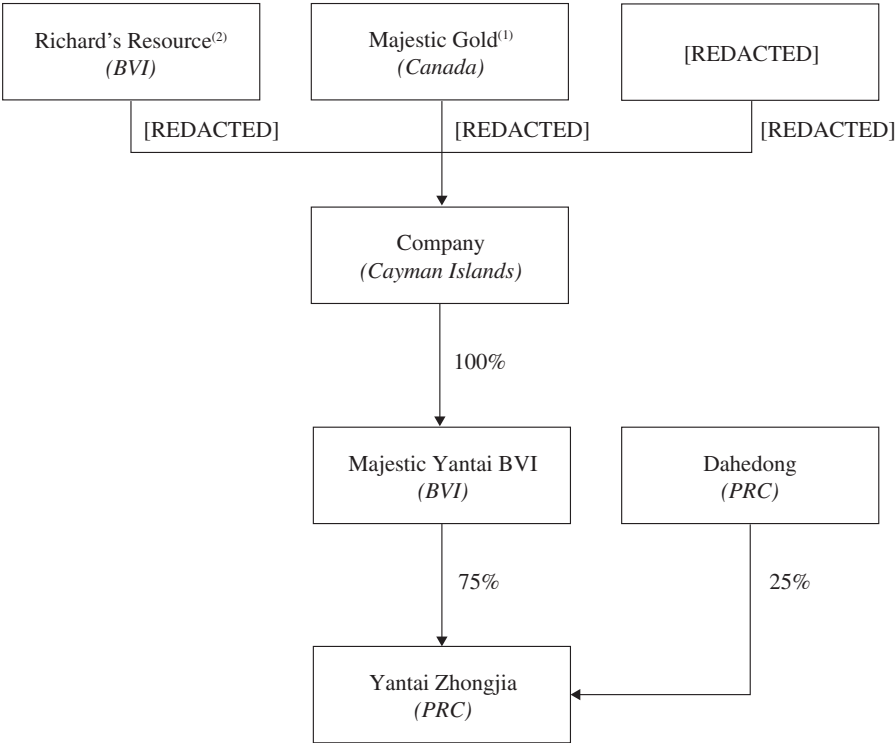 Richard’s Resource(2)
(BVI)
Majestic Gold(1)
(Canada)
[REDACTED]
[REDACTED]
[REDACTED]
[REDACTED]
Company
(Cayman Islands)
100%
Majestic Yantai BVI
(BVI)
Dahedong
(PRC)
75%
25%
Yantai Zhongjia
(PRC)